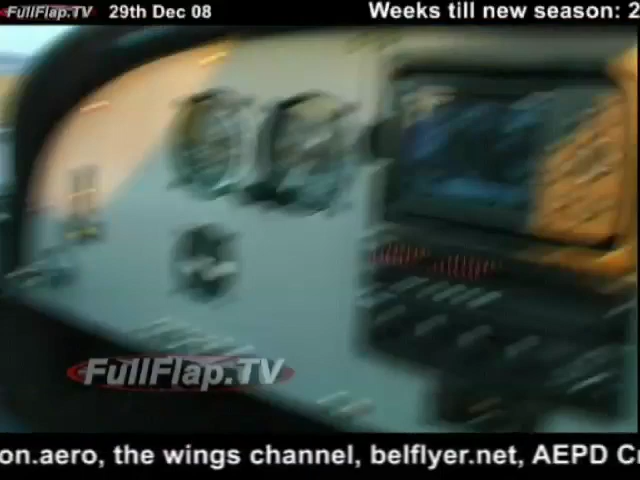 FullFlap.TV 29th Dec 08 Weeks till new season: 2
FullFlap.TV
on.aero, the wings channel, belflyer.net, AEPD C